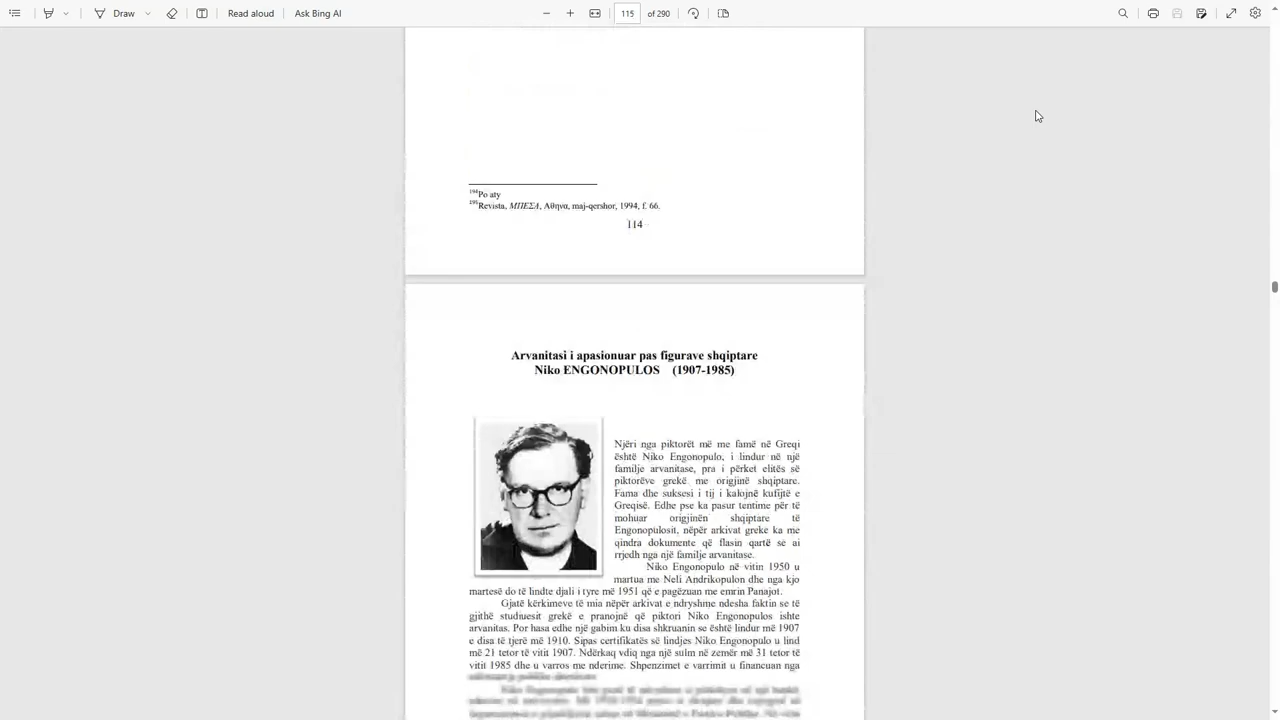 Draw
Read aloud
Ask Bing AI
115 of 290
194Po aty
195Revista, ΜΠΕΣΑ, Αθηνα, maj-qershor, 1994, f. 66.
114
Arvanitasi i apasionuar pas figurave shqiptare
Niko ENGONOPULOS (1907-1985)
Njëri nga piktorët më me famë në Greqi
është Niko Engonopulo, i lindur në një
familje arvanitase, pra i përket elitës së
piktorëve grekë me origjinë shqiptare.
Fama dhe suksesi i tij i kalojnë kufijtë e
Greqisë. Edhe pse ka pasur tentime për të
mohuar origjinën shqiptare të
Engonopulosit, nëpër arkivat greke ka me
qindra dokumente që flasin qartë se ai
rrjedh nga një familje arvanitase.
Niko Engonopulo në vitin 1950 u
martua me Neli Andrikopulon dhe nga kjo
martesë do të lindte djali i tyre më 1951 që e pagëzuan me emrin Panajot.
Gjatë kërkimeve të mia nëpër arkivat e ndryshme ndesha faktin se të
gjithë studiuesit grekë e pranojnë që piktori Niko Engonopulos ishte
arvanitas. Por hasa edhe një gabim ku disa shkruanin se është lindur më 1907
e disa të tjerë më 1910. Sipas certifikatës së lindjes Niko Engonopulo u lind
më 21 tetor të vitit 1907. Ndërkaq vdiq nga një sulm në zemër më 31 tetor të
vitit 1985 dhe u varros me nderime. Shpenzimet e varrimit u financuan nga